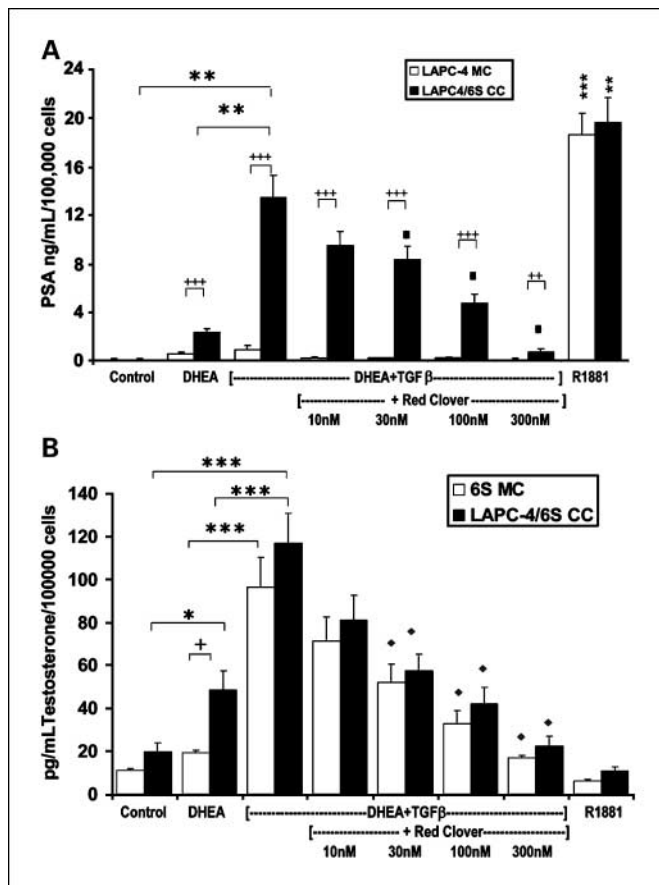 A
LAPC-4 MC
LAPC4/6S CC
PSA ng/mL/100,000 cells
24
20
16
12
8
4
0
**
**
+++
+++
+++
+++
+++
++
***
**
Control
DHEA
[--------------------------- DHEA+TGF β---------------------------]
R1881
[-------------------- + Red Clover--------------------]
10nM
30nM
100nM
300nM
B
6S MC
LAPC-4/6S CC
pg/mLTestosterone/100000 cells
140
120
100
80
60
40
20
0
***
***
***
*
+
Control
DHEA
[---------------------------DHEA+TGFβ---------------------------]
R1881
[-------------------- + Red Clover--------------------]
10nM
30nM
100nM
300nM